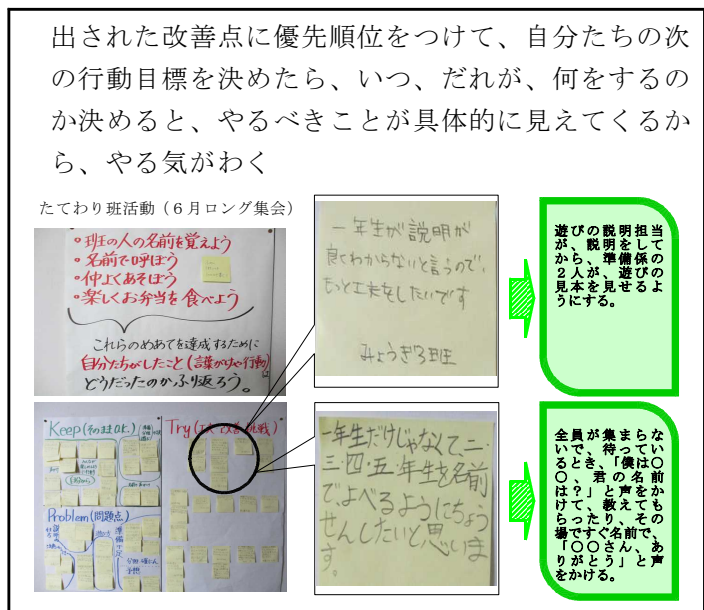 出された改善点に優先順位をつけて、自分たちの次
の行動目標を決めたら、いつ、だれが、何をするの
か決めると、やるべきことが具体的に見えてくるか
ら、やる気がわく
たてわり班活動（６月ロング集会）
・班の人の名前を覚えよう
・名前で呼ぼう
・仲よくあそぼう
・楽しくお弁当を食べよう
これらのめあてを達成するために
自分たちがしたこと(言葉がけや行動)
どうだったのかふり返ろう。
一年生が説明が
良くわからないと言うので、
もっと工夫をしたいです
みょうぎ3班
遊びの説明担当
が、説明をして
から、準備係の
２人が、遊びの
見本を見せるよ
うにする。
Keep(そのままO.K.)
Try(
挑戦)
Problem(問題点)
一年生だけじゃなくて、二、
三、四、五、年生を名前
でよべるようにちょう
せんしたいと思いま
す。
全員が集まらな
いで、待ってい
るとき、「僕は○
○、君の名前
は？」と声をか
けて、教えても
らったり、その
場ですぐ名前で、
「○○さん、あ
りがとう」と声
をかける。